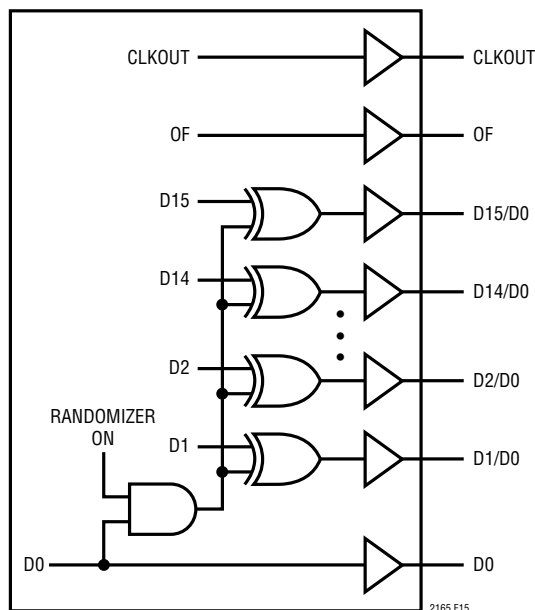 CLKOUT CLKOUT
OF OF
D15 D15/D0
D14 D14/D0
D2 D2/D0
RANDOMIZER
ON
D1 D1/D0
D0 D0
2165 F15